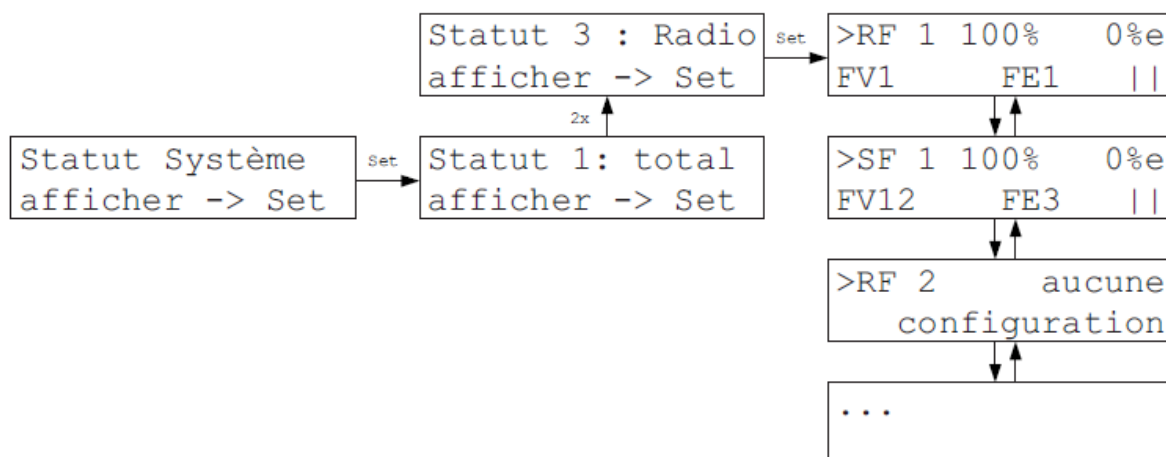 Statut Système
afficher -> Set
Set
Statut 1: total
afficher -> Set
2x
Statut 3 : Radio
afficher -> Set
Set
>RF 1 100% 0%e
FV1 FE1 ||
>SF 1 100% 0%e
FV12 FE3 ||
>RF 2 aucune
configuration
...